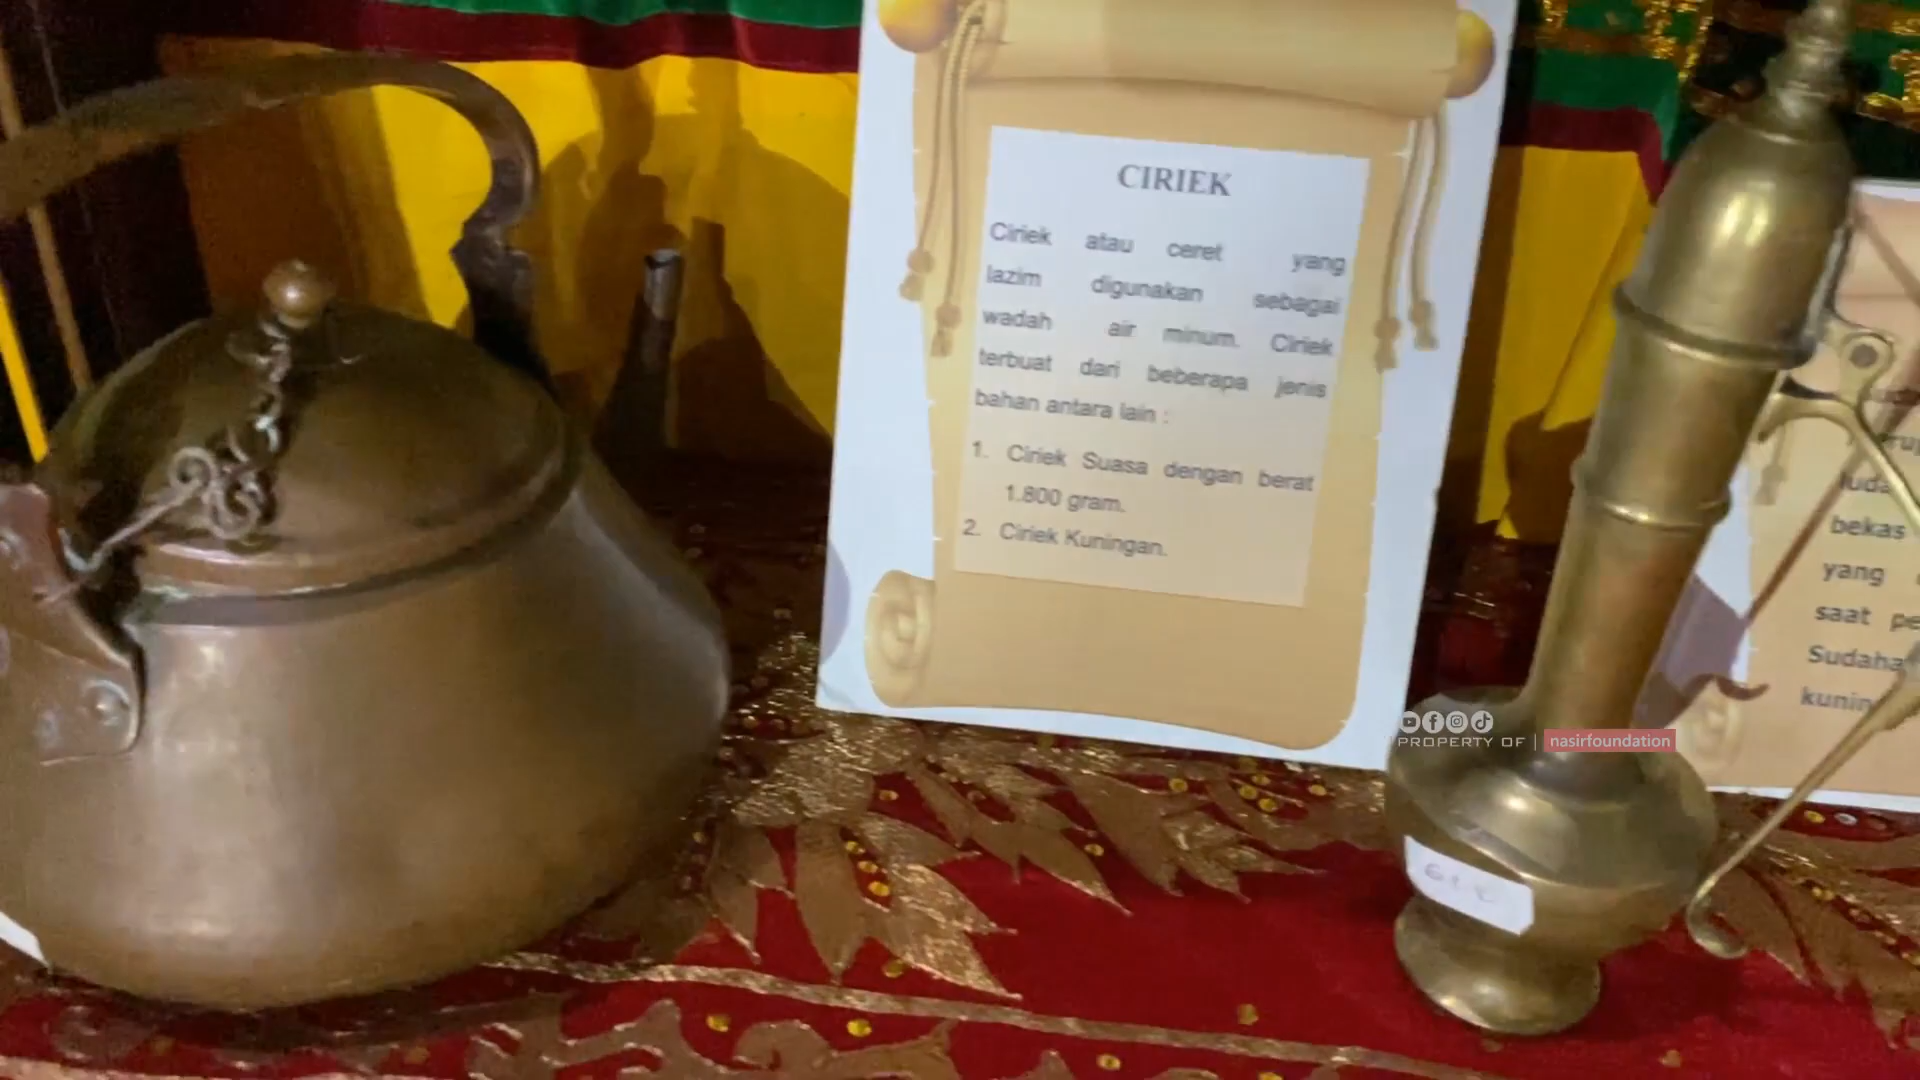 CIRIEK
Ciriek atau ceret yang
lazim digunakan sebagai
wadah air minum. Ciriek
terbuat dari beberapa jenis
bahan antara lain :
1. Ciriek Suasa dengan berat
1.800 gram.
2. Ciriek Kuningan.
bekas
yang
saat
PROPERTY OF | nasirfoundation